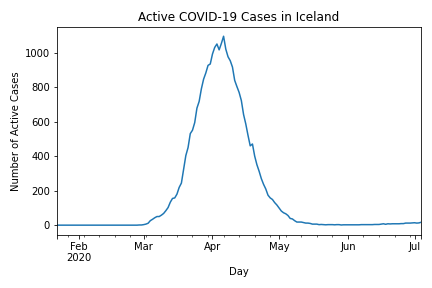 Active COVID-19 Cases in Iceland
Number of Active Cases
1000
800
600
400
200
0
Feb Mar Apr May Jun Jul
2020
Day